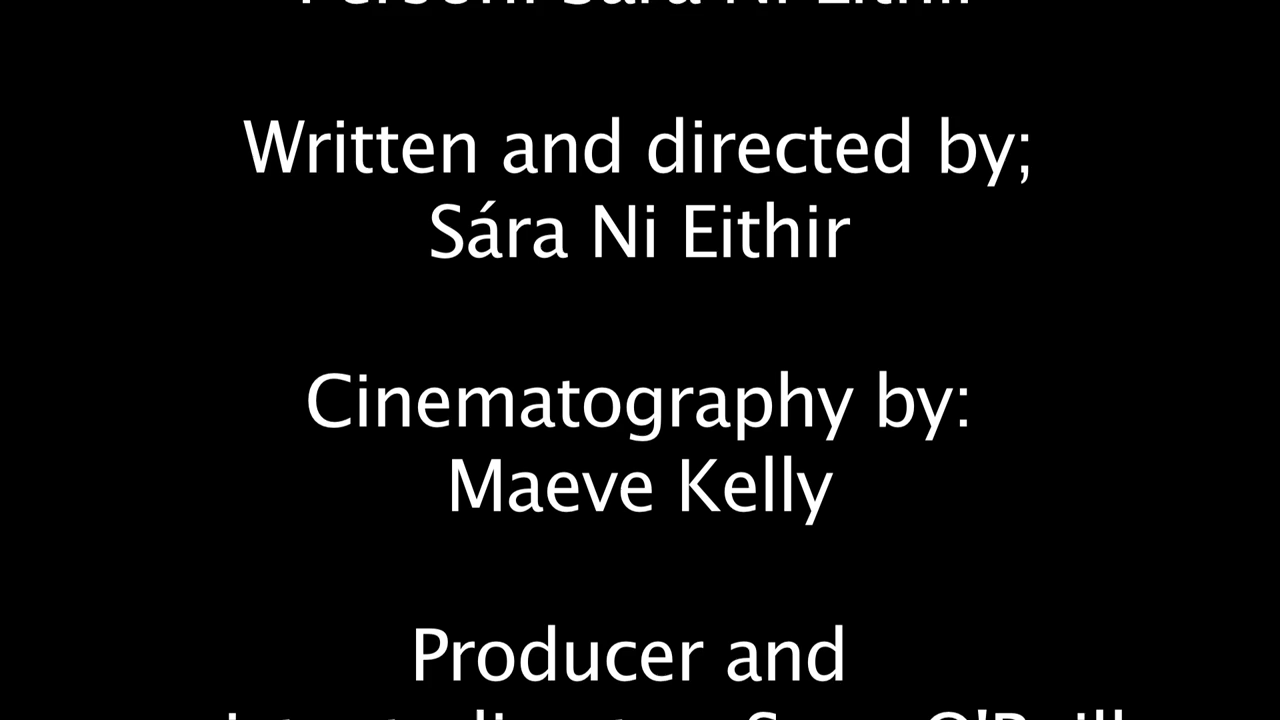 Written and directed by;
Sára Ni Eithir
Cinematography by:
Maeve Kelly
Producer and